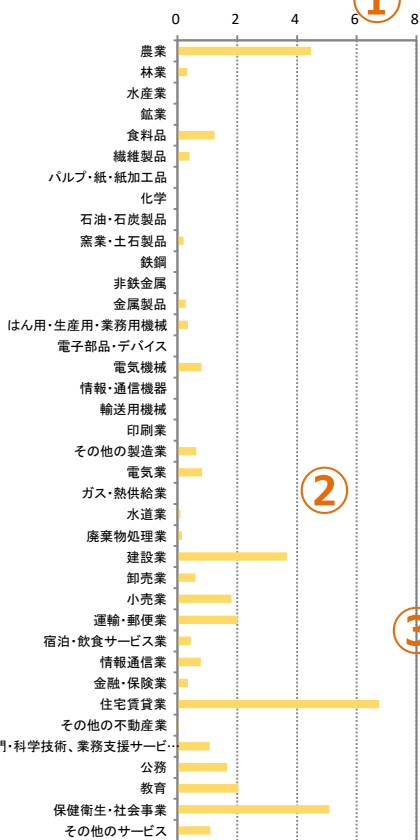 ①
0 2 4 6 8
農業
林業
水産業
鉱業
食料品
繊維製品
パルプ・紙・紙加工品
化学
石油・石炭製品
窯業・土石製品
鉄鋼
非鉄金属
金属製品
はん用・生産用・業務用機械
電子部品・デバイス
電気機械
情報・通信機器
輸送用機械
印刷業
その他の製造業
電気業
②
ガス・熱供給業
水道業
廃棄物処理業
建設業
卸売業
小売業
運輸・郵便業
③
宿泊・飲食サービス業
情報通信業
金融・保険業
住宅賃貸業
その他の不動産業
門・科学技術、業務支援サービ…
公務
教育
保健衛生・社会事業
その他のサービス